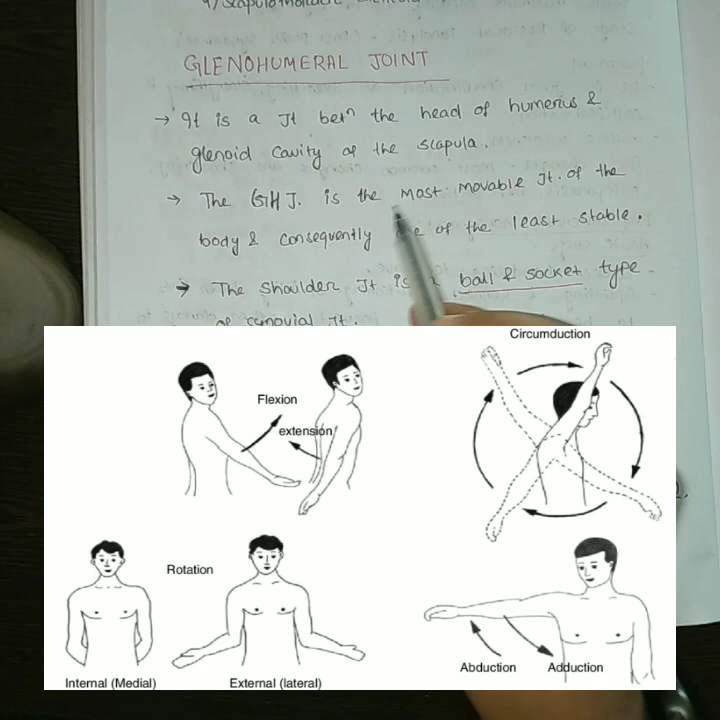 GLENOHUMERAL JOINT
→ It is a Jt betⁿ the head of humerus &
glenoid cavity of the scapula.
→ The GHJ. is the most movable Jt. of the
body & consequently of the least stable.
→ The Shoulder Jt is ball & socket type
Jt.
Circumduction
Flexion
extension
Rotation
Internal (Medial)
External (lateral)
Abduction
Adduction